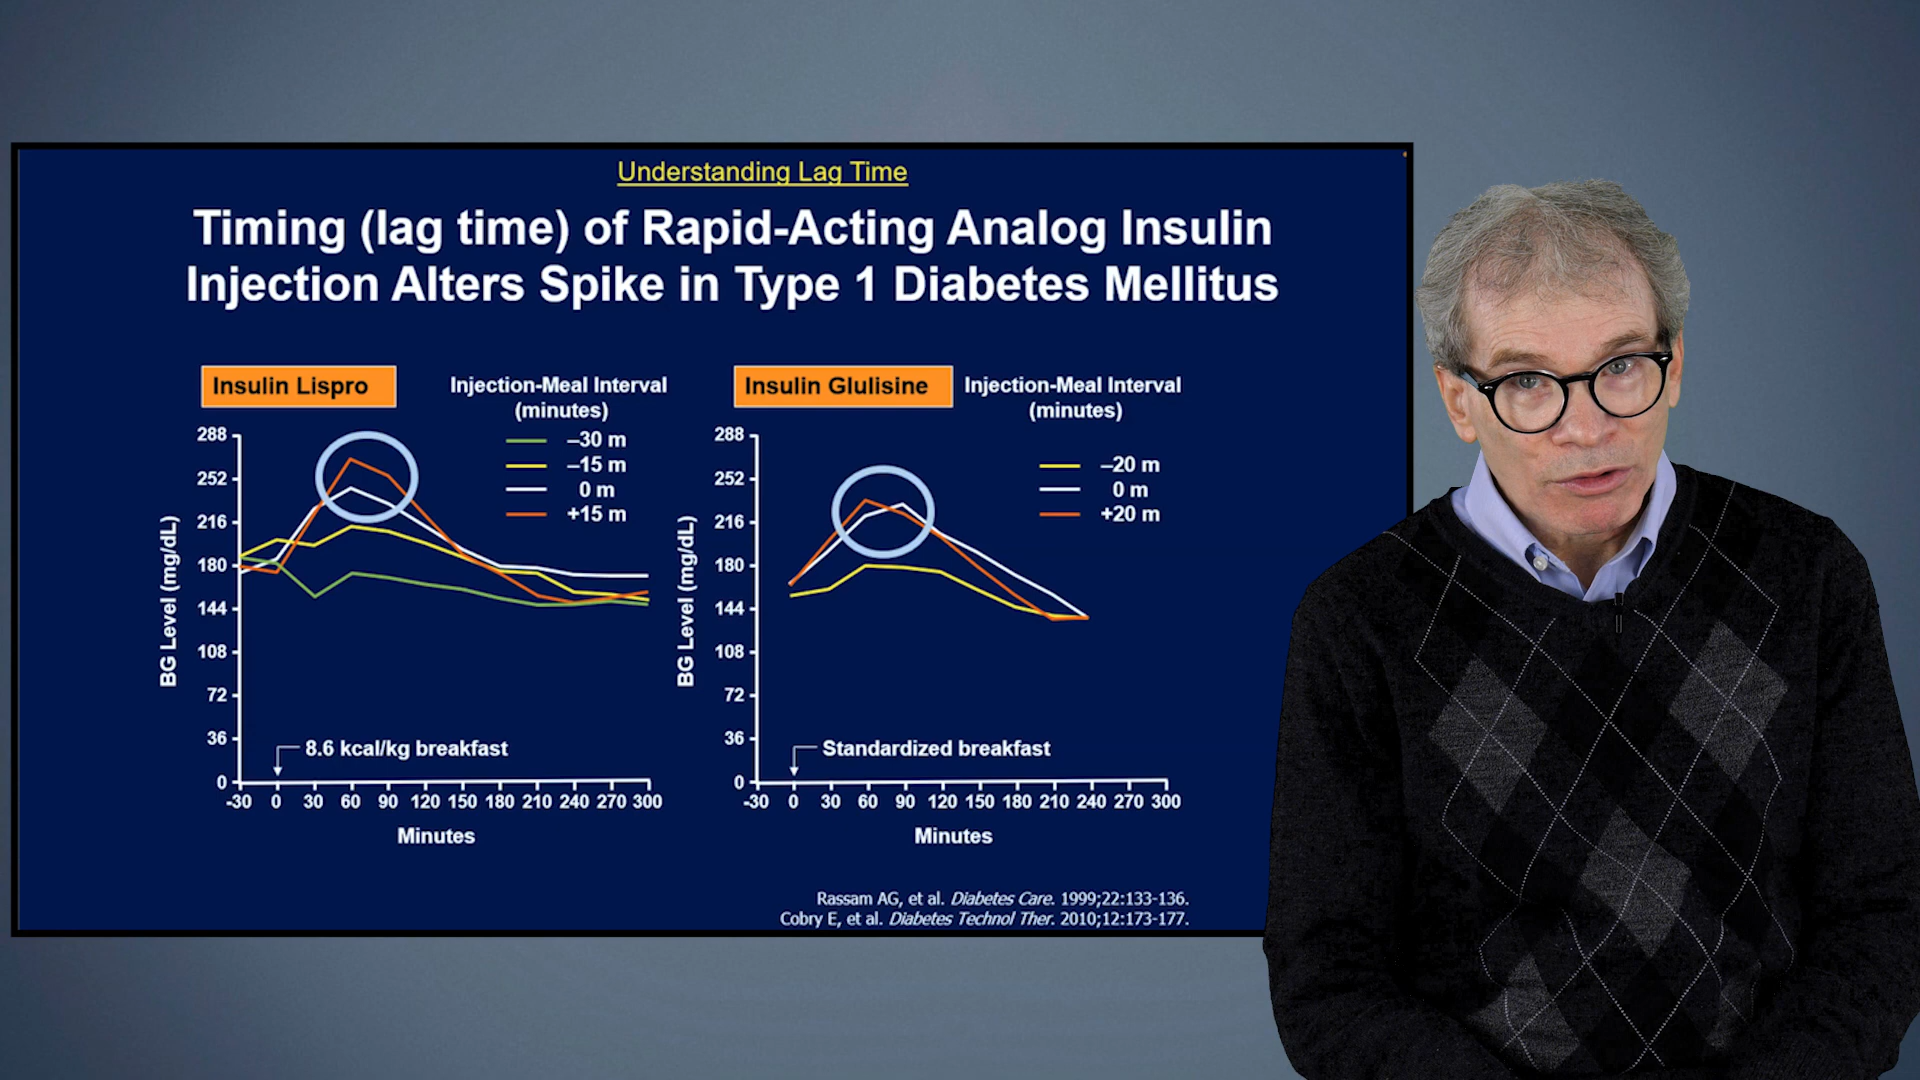 Understanding Lag Time
Timing (lag time) of Rapid-Acting Analog Insulin
Injection Alters Spike in Type 1 Diabetes Mellitus
Insulin Lispro
Injection-Meal Interval
(minutes)
–30 m
–15 m
0 m
+15 m
288
252
216
180
144
108
72
36
0
BG Level (mg/dL)
8.6 kcal/kg breakfast
-30 0 30 60 90 120 150 180 210 240 270 300
Minutes
Insulin Glulisine
Injection-Meal Interval
(minutes)
–20 m
0 m
+20 m
288
252
216
180
144
108
72
36
0
BG Level (mg/dL)
Standardized breakfast
-30 0 30 60 90 120 150 180 210 240 270 300
Minutes
Rassam AG, et al. Diabetes Care. 1999;22:133-136.
Cobry E, et al. Diabetes Technol Ther. 2010;12:173-177.